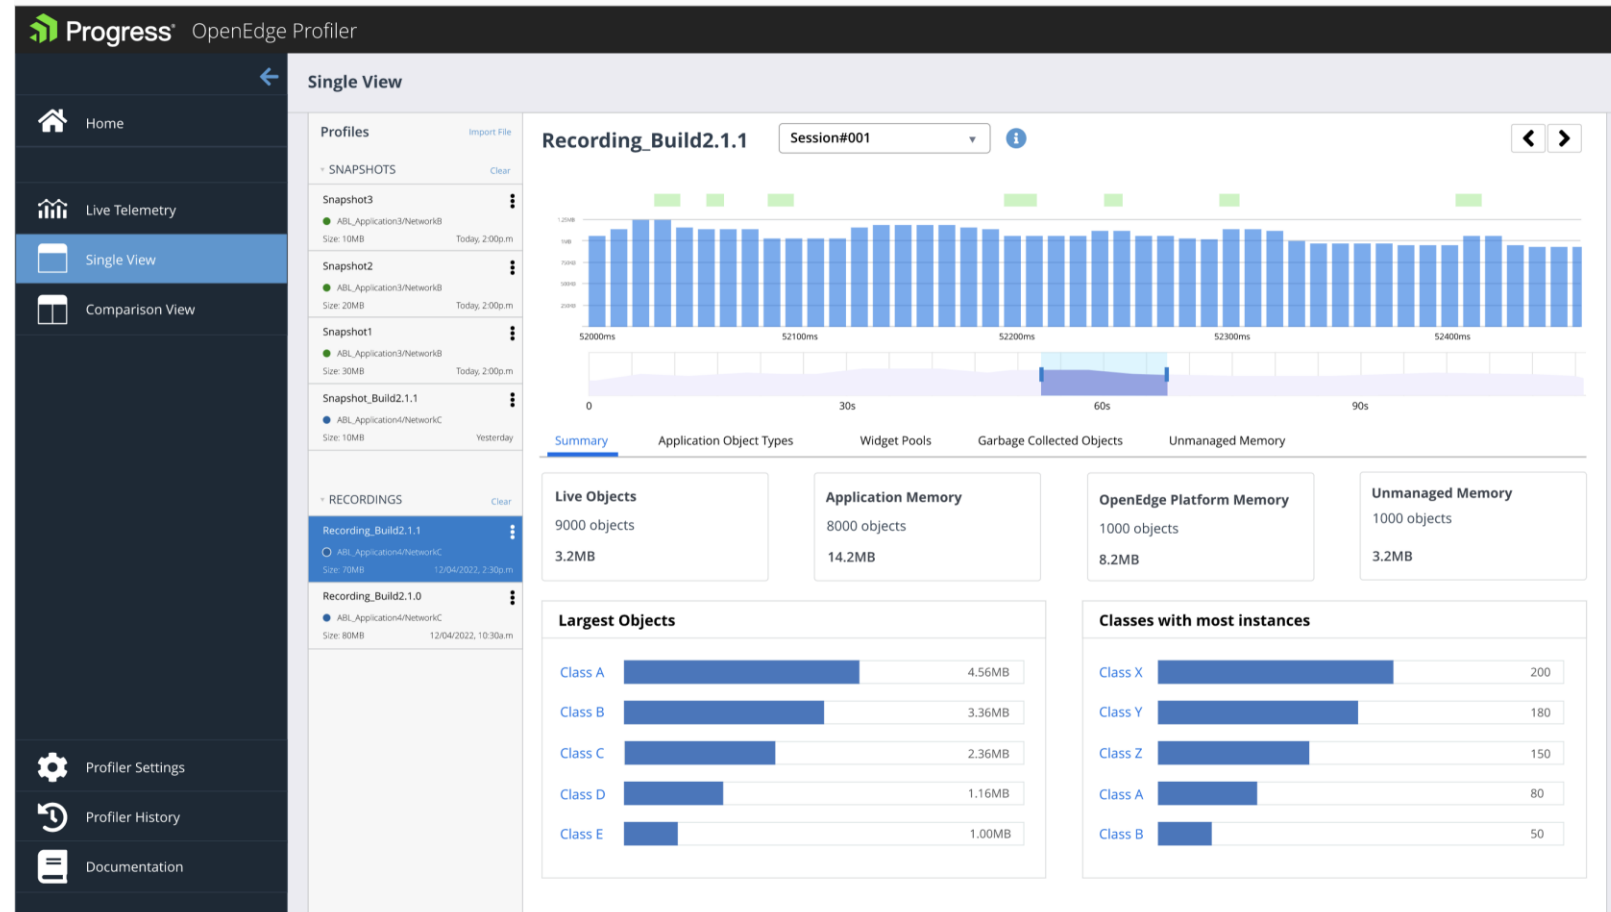 Progress® OpenEdge Profiler
Single View
Home
Live Telemetry
Single View
Comparison View
Profiler Settings
Profiler History
Documentation
Profiles Import File
SNAPSHOTS Clear
Snapshot3
ABL_Application3/NetworkB
Size: 10MB Today, 2:00p.m
Snapshot2
ABL_Application3/NetworkB
Size: 20MB Today, 2:00p.m
Snapshot1
ABL_Application3/NetworkB
Size: 30MB Today, 2:00p.m
Snapshot_Build2.1.1
ABL_Application4/NetworkC
Size: 10MB Yesterday
RECORDINGS Clear
Recording_Build2.1.1
ABL_Application4/NetworkC
Size: 70MB 12/04/2022, 2:30p.m
Recording_Build2.1.0
ABL_Application4/NetworkC
Size: 80MB 12/04/2022, 10:30a.m
Recording_Build2.1.1 Session#001
1.25MB
1MB
750MB
500MB
250MB
52000ms 52100ms 52200ms 52300ms 52400ms
0 30s 60s 90s
Summary Application Object Types Widget Pools Garbage Collected Objects Unmanaged Memory
Live Objects
9000 objects
3.2MB
Application Memory
8000 objects
14.2MB
OpenEdge Platform Memory
1000 objects
8.2MB
Unmanaged Memory
1000 objects
3.2MB
Largest Objects
Class A 4.56MB
Class B 3.36MB
Class C 2.36MB
Class D 1.16MB
Class E 1.00MB
Classes with most instances
Class X 200
Class Y 180
Class Z 150
Class A 80
Class B 50